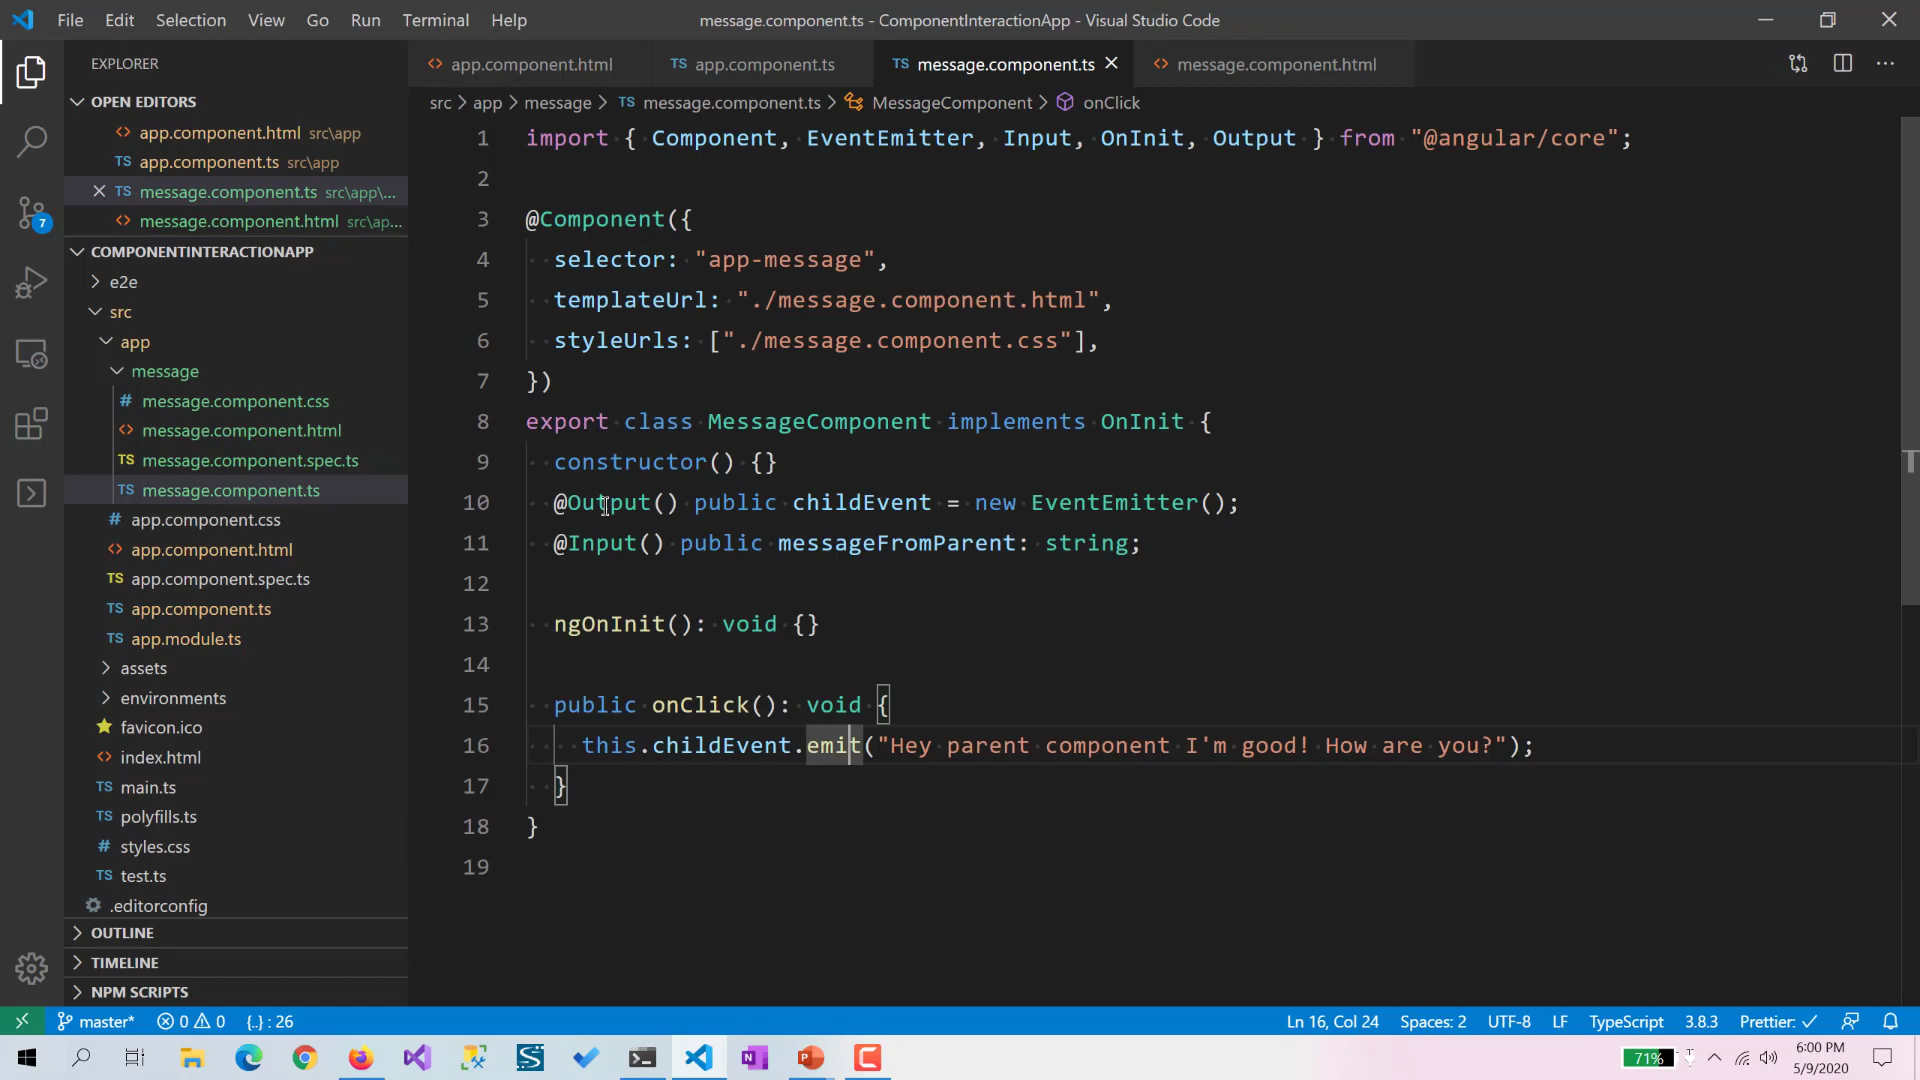 File Edit Selection View Go Run Terminal Help
message.component.ts - ComponentInteractionApp - Visual Studio Code
EXPLORER
OPEN EDITORS
app.component.html src\app
app.component.ts src\app
message.component.ts src\app\...
message.component.html src\ap...
COMPONENTINTERACTIONAPP
e2e
src
app
message
message.component.css
message.component.html
message.component.spec.ts
message.component.ts
app.component.css
app.component.html
app.component.spec.ts
app.component.ts
app.module.ts
assets
environments
favicon.ico
index.html
main.ts
polyfills.ts
styles.css
test.ts
.editorconfig
OUTLINE
TIMELINE
NPM SCRIPTS
7
app.component.html
app.component.ts
message.component.ts
message.component.html
src > app > message > message.component.ts > MessageComponent > onClick
1 import { Component, EventEmitter, Input, OnInit, Output } from "@angular/core";
2
3 @Component({
4 selector: "app-message",
5 templateUrl: "./message.component.html",
6 styleUrls: ["./message.component.css"],
7 })
8 export class MessageComponent implements OnInit {
9 constructor() {}
10 @Output() public childEvent = new EventEmitter();
11 @Input() public messageFromParent: string;
12
13 ngOnInit(): void {}
14
15 public onClick(): void {
16 this.childEvent.emit("Hey parent component I'm good! How are you?");
17 }
18 }
19
master* 0 0 {..} : 26
Ln 16, Col 24 Spaces: 2 UTF-8 LF TypeScript 3.8.3 Prettier: ✓
71%
6:00 PM
5/9/2020